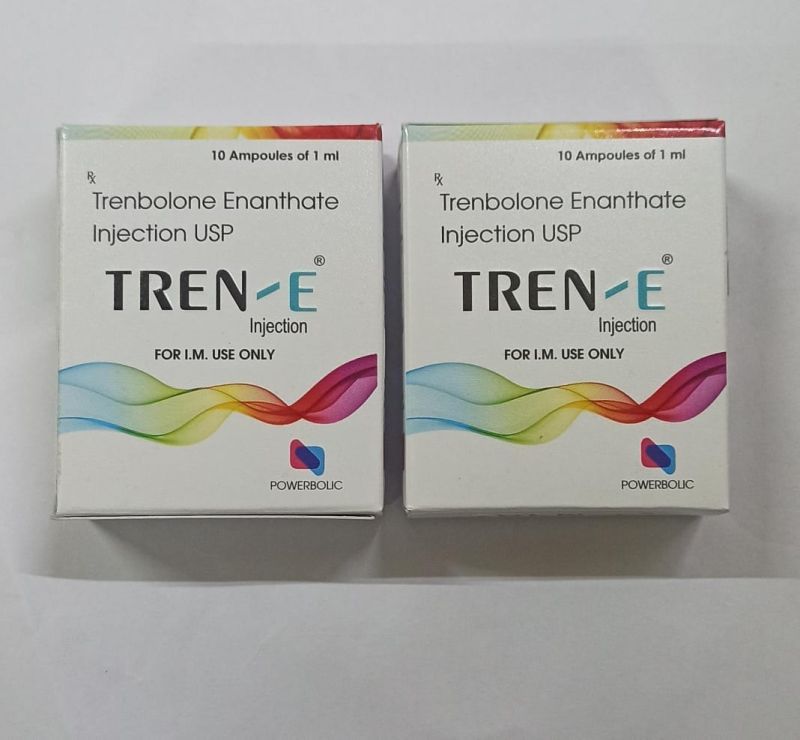 10 Ampoules of 1 ml
℞
Trenbolone Enanthate
Injection USP
TREN-E®
Injection
FOR I.M. USE ONLY
POWERBOLIC
10 Ampoules of 1 ml
℞
Trenbolone Enanthate
Injection USP
TREN-E®
Injection
FOR I.M. USE ONLY
POWERBOLIC